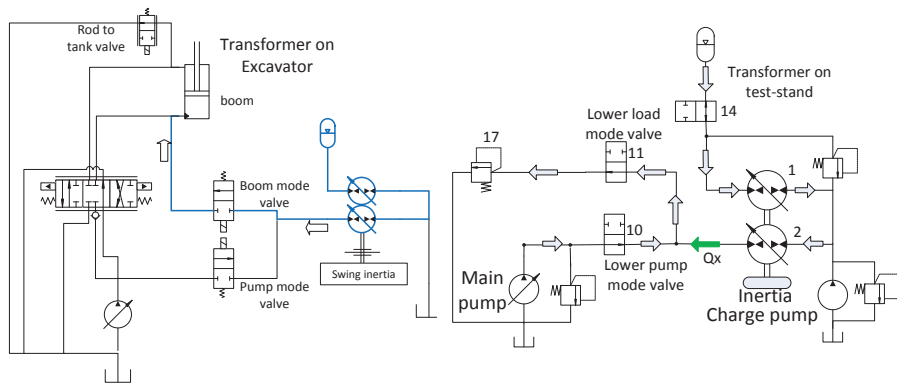 Rod to
tank valve
Transformer on
Excavator
boom
Boom mode
valve
Swing inertia
Pump mode
valve
Transformer on
test-stand
14
Lower load
mode valve
17
11
1
10
2
Qx
Lower pump
mode valve
Main
pump
Inertia
Charge pump